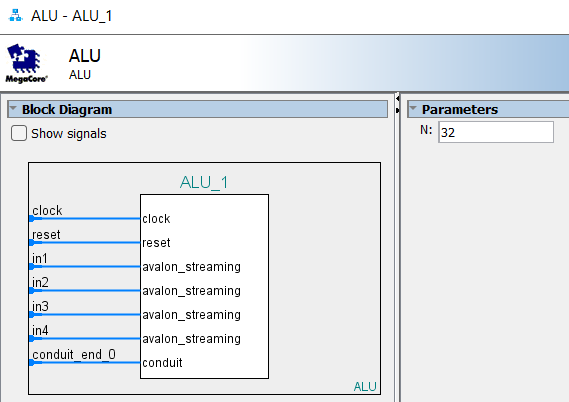 ALU - ALU_1
MegaCore®
ALU
ALU
Block Diagram
Show signals
ALU_1
clock
clock
reset
reset
in1
avalon_streaming
in2
avalon_streaming
in3
avalon_streaming
in4
avalon_streaming
conduit_end_0
conduit
ALU
Parameters
N: 32